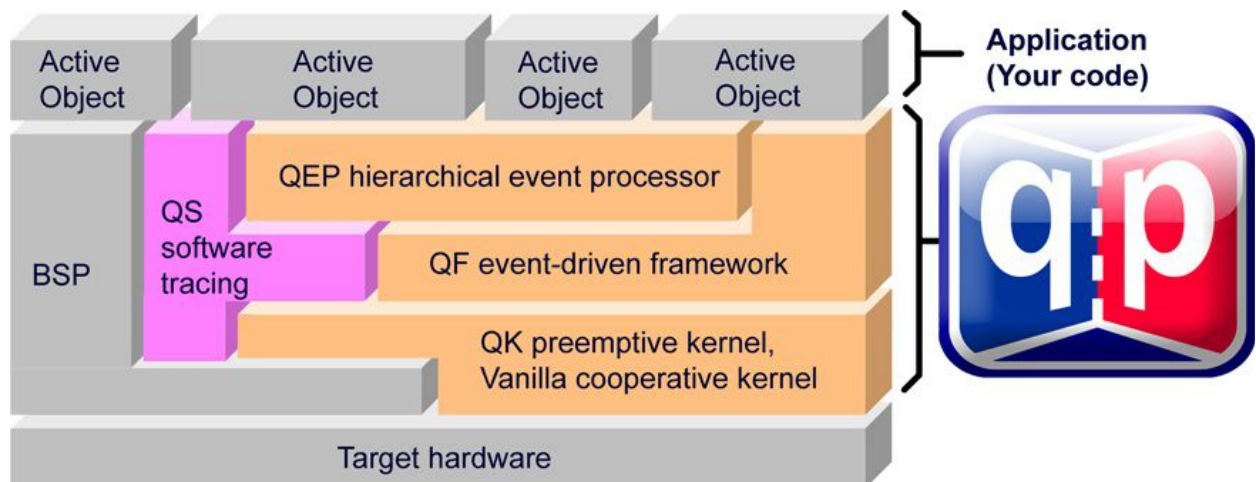 Active
Object
Active
Object
Active
Object
Active
Object
Application
(Your code)
BSP
QS
software
tracing
QEP hierarchical event processor
QF event-driven framework
QK preemptive kernel,
Vanilla cooperative kernel
Target hardware
qp